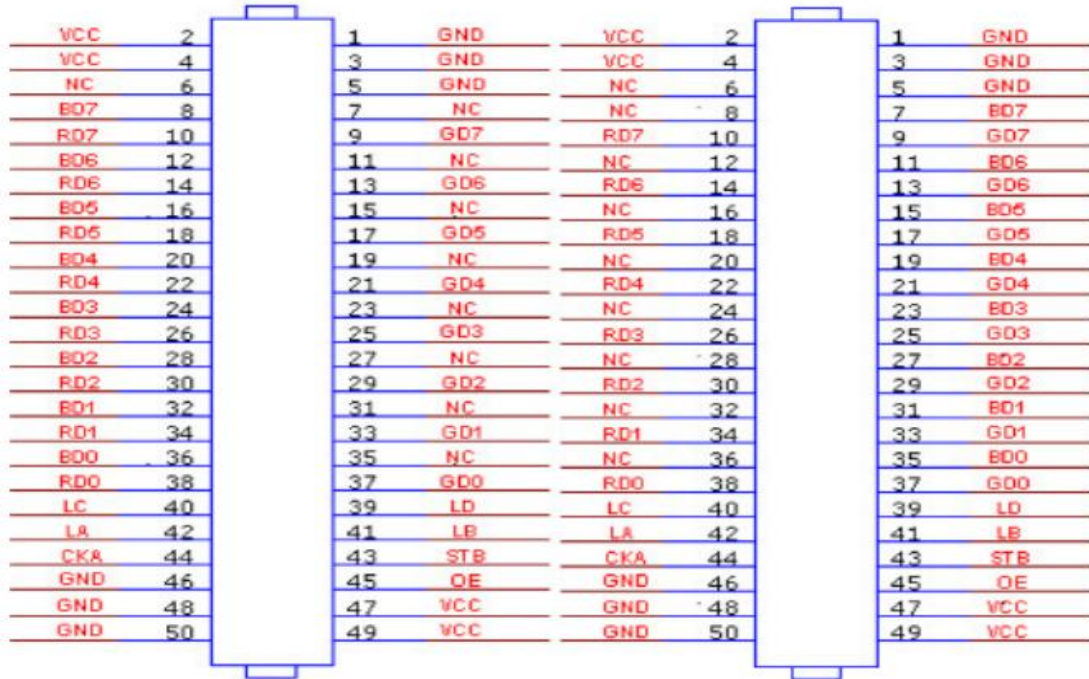 VCC 2 1 GND VCC 2 1 GND
VCC 4 3 GND VCC 4 3 GND
NC 6 5 GND NC 6 5 GND
BD7 8 7 NC NC 8 7 BD7
RD7 10 9 GD7 RD7 10 9 GD7
BD6 12 11 NC NC 12 11 BD6
RD6 14 13 GD6 RD6 14 13 GD6
BD5 16 15 NC NC 16 15 BD5
RD5 18 17 GD5 RD5 18 17 GD5
BD4 20 19 NC NC 20 19 BD4
RD4 22 21 GD4 RD4 22 21 GD4
BD3 24 23 NC NC 24 23 BD3
RD3 26 25 GD3 RD3 26 25 GD3
BD2 28 27 NC NC 28 27 BD2
RD2 30 29 GD2 RD2 30 29 GD2
BD1 32 31 NC NC 32 31 BD1
RD1 34 33 GD1 RD1 34 33 GD1
BD0 36 35 NC NC 36 35 BD0
RD0 38 37 GD0 RD0 38 37 GD0
LC 40 39 LD LC 40 39 LD
LA 42 41 LB LA 42 41 LB
CKA 44 43 STB CKA 44 43 STB
GND 46 45 OE GND 46 45 OE
GND 48 47 VCC GND 48 47 VCC
GND 50 49 VCC GND 50 49 VCC